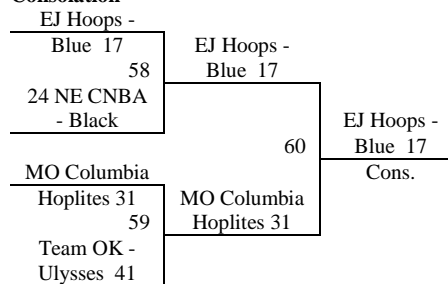 Consolation
EJ Hoops -
Blue 17
58
24 NE CNBA
- Black
EJ Hoops -
Blue 17
60
EJ Hoops -
Blue 17
Cons.
MO Columbia
Hoplites 31
59
Team OK -
Ulysses 41
MO Columbia
Hoplites 31